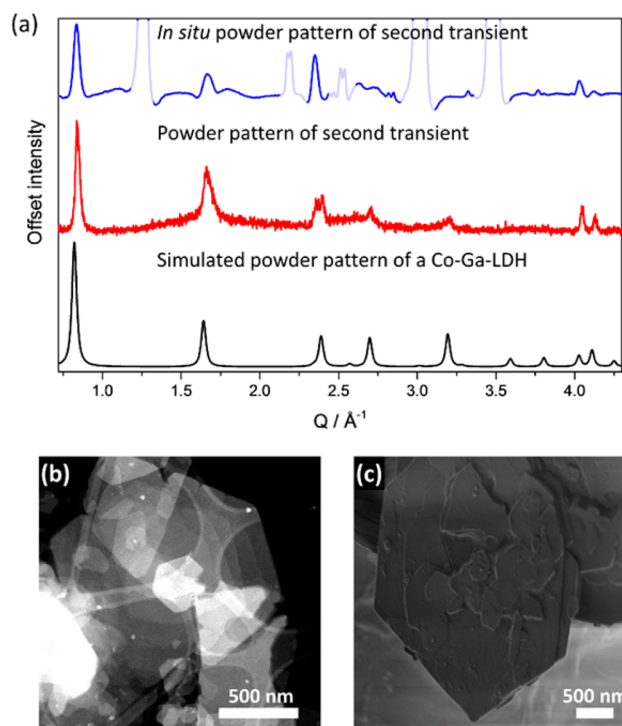 (a)
In situ powder pattern of second transient
Powder pattern of second transient
Simulated powder pattern of a Co-Ga-LDH
Offset intensity
1.0 1.5 2.0 2.5 3.0 3.5 4.0
Q / Å⁻¹
(b)
500 nm
(c)
500 nm